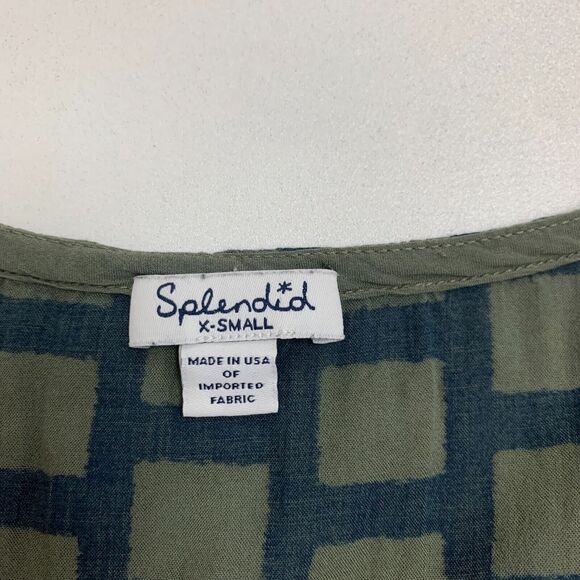 Splendid
X-SMALL
MADE IN USA
OF
IMPORTED
FABRIC